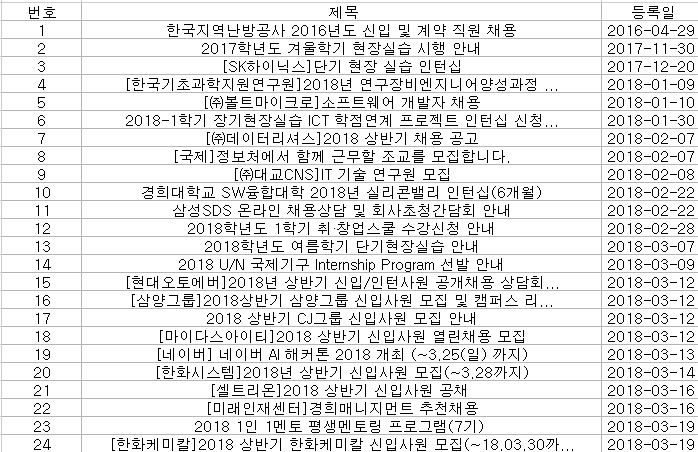 번호 제목 등록일
1 한국지역난방공사 2016년도 신입 및 계약 직원 채용 2016-04-29
2 2017학년도 겨울학기 현장실습 시행 안내 2017-11-30
3 [SK하이닉스]단기 현장 실습 인턴십 2017-12-20
4 [한국기초과학지원연구원]2018년 연구장비엔지니어양성과정 ... 2018-01-09
5 [㈜볼트마이크로]소프트웨어 개발자 채용 2018-01-10
6 2018-1학기 장기현장실습 ICT 학점연계 프로젝트 인턴십 신청... 2018-01-30
7 [㈜데이터리셔스]2018 상반기 채용 공고 2018-02-07
8 [국제]정보처에서 함께 근무할 조교를 모집합니다. 2018-02-07
9 [㈜대교CNS]IT 기술 연구원 모집 2018-02-08
10 경희대학교 SW융합대학 2018년 실리콘밸리 인턴십(6개월) 2018-02-22
11 삼성SDS 온라인 채용상담 및 회사초청간담회 안내 2018-02-22
12 2018학년도 1학기 취·창업스쿨 수강신청 안내 2018-02-28
13 2018학년도 여름학기 단기현장실습 안내 2018-03-07
14 2018 U/N 국제기구 Internship Program 선발 안내 2018-03-09
15 [현대오토에버]2018년 상반기 신입/인턴사원 공개채용 상담회... 2018-03-12
16 [삼양그룹]2018상반기 삼양그룹 신입사원 모집 및 캠퍼스 리... 2018-03-12
17 2018 상반기 CJ그룹 신입사원 모집 안내 2018-03-12
18 [마이다스아이티]2018 상반기 신입사원 열린채용 모집 2018-03-12
19 [네이버] 네이버 AI 해커톤 2018 개최 (~3.25(일) 까지) 2018-03-13
20 [한화시스템]2018년 상반기 신입사원 모집(~3.28까지) 2018-03-14
21 [셀트리온]2018 상반기 신입사원 공채 2018-03-16
22 [미래인재센터]경희매니지먼트 추천채용 2018-03-16
23 2018 1인 1멘토 평생멘토링 프로그램(7기) 2018-03-19
24 [한화케미칼]2018 상반기 한화케미칼 신입사원 모집(~18.03.30까... 2018-03-19